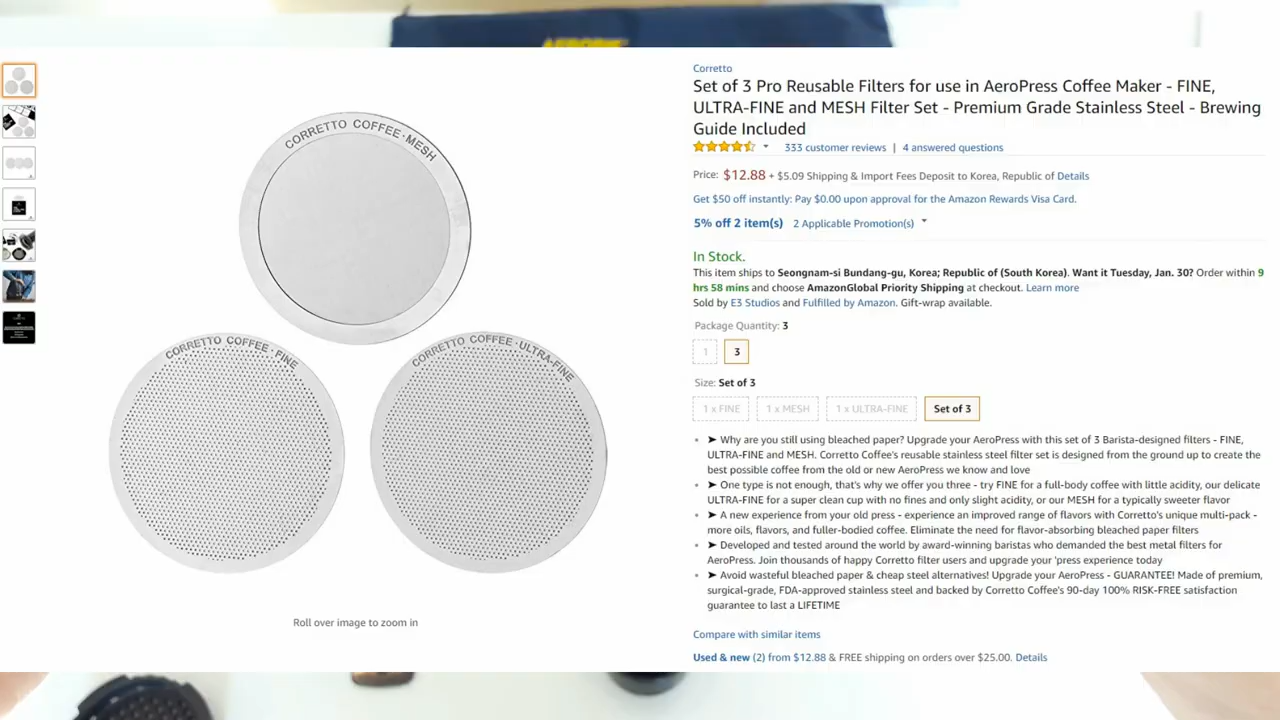 CORRETTO COFFEE · MESH
CORRETTO COFFEE · FINE
CORRETTO COFFEE · ULTRA-FINE
Roll over image to zoom in
Corretto
Set of 3 Pro Reusable Filters for use in AeroPress Coffee Maker - FINE,
ULTRA-FINE and MESH Filter Set - Premium Grade Stainless Steel - Brewing
Guide Included
333 customer reviews | 4 answered questions
Price: $12.88 + $5.09 Shipping & Import Fees Deposit to Korea, Republic of Details
Get $50 off instantly: Pay $0.00 upon approval for the Amazon Rewards Visa Card.
5% off 2 item(s) 2 Applicable Promotion(s)
In Stock.
This item ships to Seongnam-si Bundang-gu, Korea; Republic of (South Korea). Want it Tuesday, Jan. 30? Order within 9
hrs 58 mins and choose AmazonGlobal Priority Shipping at checkout. Learn more
Sold by E3 Studios and Fulfilled by Amazon. Gift-wrap available.
Package Quantity: 3
1 3
Size: Set of 3
1 x FINE 1 x MESH 1 x ULTRA-FINE Set of 3
• ➤ Why are you still using bleached paper? Upgrade your AeroPress with this set of 3 Barista-designed filters - FINE,
ULTRA-FINE and MESH. Corretto Coffee's reusable stainless steel filter set is designed from the ground up to create the
best possible coffee from the old or new AeroPress we know and love
• ➤ One type is not enough, that's why we offer you three - try FINE for a full-body coffee with little acidity, our delicate
ULTRA-FINE for a super clean cup with no fines and only slight acidity, or our MESH for a typically sweeter flavor
• ➤ A new experience from your old press - experience an improved range of flavors with Corretto's unique multi-pack -
more oils, flavors, and fuller-bodied coffee. Eliminate the need for flavor-absorbing bleached paper filters
• ➤ Developed and tested around the world by award-winning baristas who demanded the best metal filters for
AeroPress. Join thousands of happy Corretto filter users and upgrade your 'press experience today
• ➤ Avoid wasteful bleached paper & cheap steel alternatives! Upgrade your AeroPress - GUARANTEE! Made of premium,
surgical-grade, FDA-approved stainless steel and backed by Corretto Coffee's 90-day 100% RISK-FREE satisfaction
guarantee to last a LIFETIME
Compare with similar items
Used & new (2) from $12.88 & FREE shipping on orders over $25.00. Details